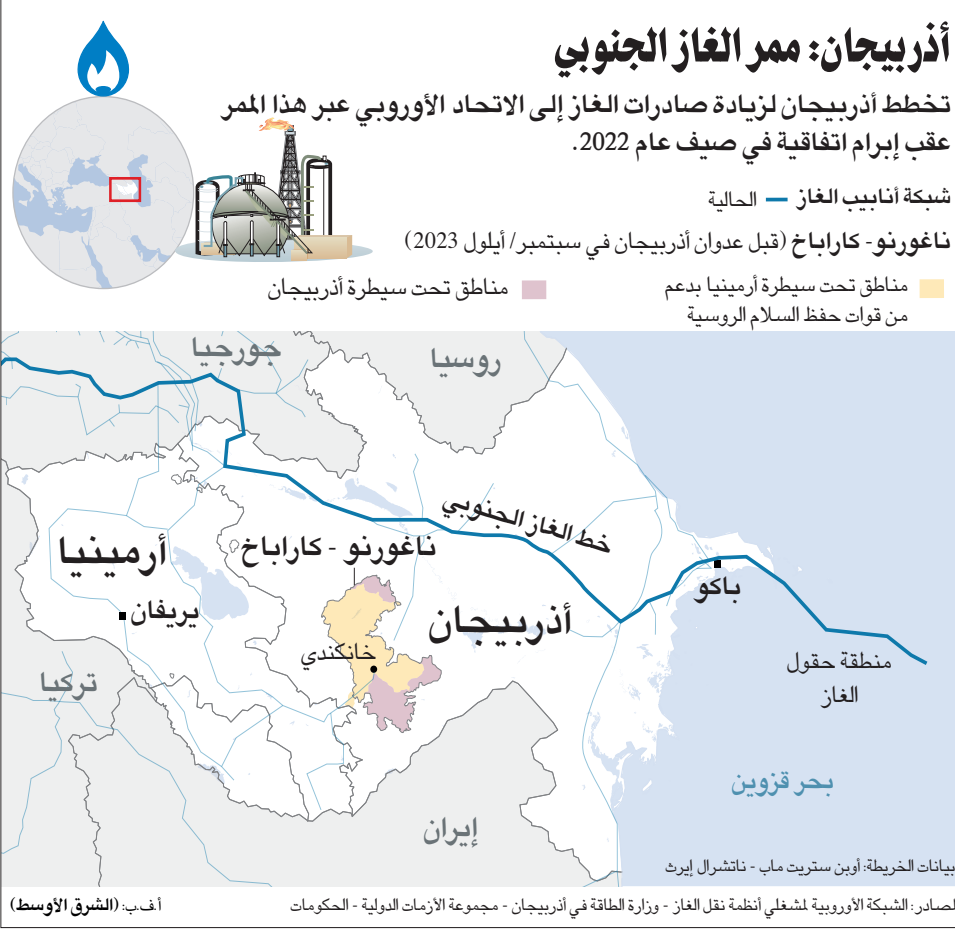 أذربيجان: ممر الغاز الجنوبي
تخطط أذربيجان لزيادة صادرات الغاز إلى الاتحاد الأوروبي عبر هذا الممر
عقب إبرام اتفاقية في صيف عام 2022.
شبكة أنابيب الغاز — الحالية
ناغورنو - كاراباخ (قبل عدوان أذربيجان في سبتمبر/ أيلول 2023)
مناطق تحت سيطرة أرمينيا بدعم
من قوات حفظ السلام الروسية
مناطق تحت سيطرة أذربيجان
روسيا
جورجيا
خط الغاز الجنوبي
ناغورنو - كاراباخ
أرمينيا
باكو
يريفان
أذربيجان
خانكندي
منطقة حقول
الغاز
تركيا
بحر قزوين
إيران
بيانات الخريطة: أوبن ستريت ماب - ناتشرال إيرث
لصادر: الشبكة الأوروبية لمشغلي أنظمة نقل الغاز - وزارة الطاقة في أذربيجان - مجموعة الأزمات الدولية - الحكومات
أ.ف.ب: (الشرق الأوسط)